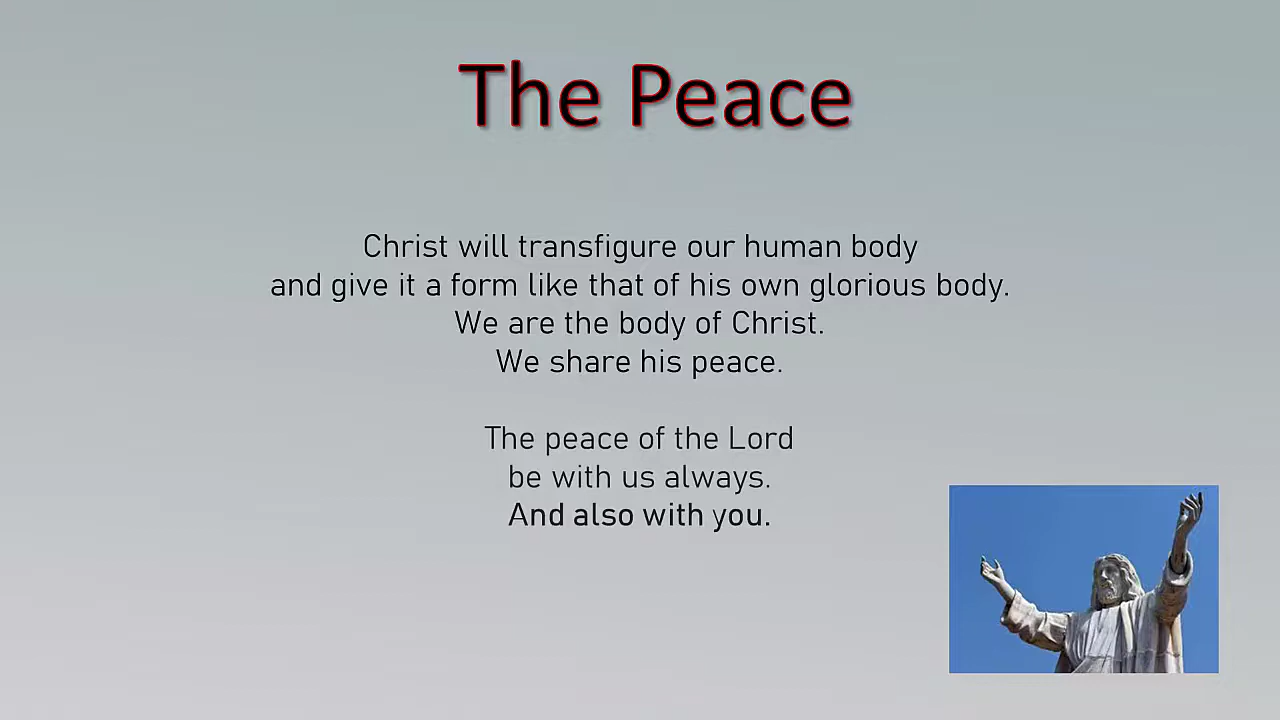 The Peace
Christ will transfigure our human body
and give it a form like that of his own glorious body.
We are the body of Christ.
We share his peace.
The peace of the Lord
be with us always.
And also with you.